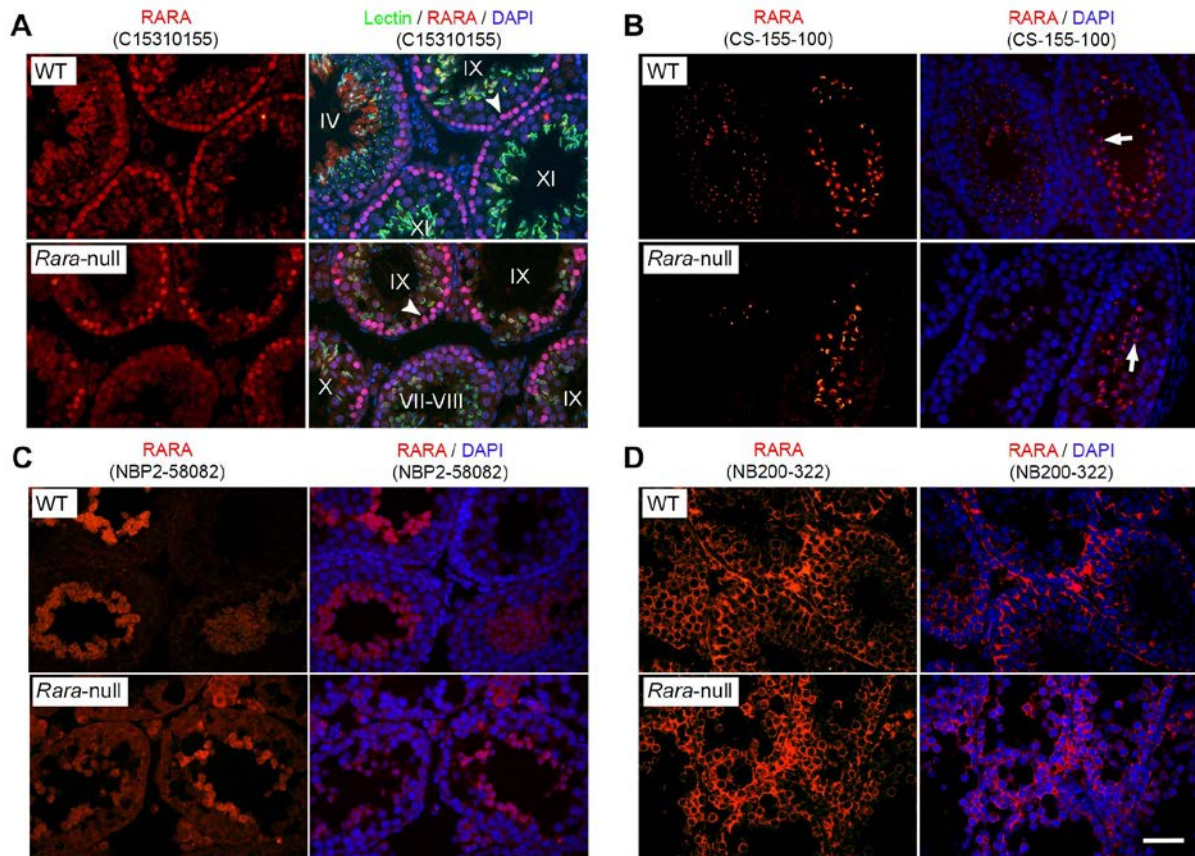 A
RARA
(C15310155)
Lectin / RARA / DAPI
(C15310155)
WT
IV
IX
XI
XI
Rara-null
IX
IX
X
VII-VIII
IX
B
RARA
(CS-155-100)
RARA / DAPI
(CS-155-100)
WT
Rara-null
C
RARA
(NBP2-58082)
RARA / DAPI
(NBP2-58082)
WT
Rara-null
D
RARA
(NB200-322)
RARA / DAPI
(NB200-322)
WT
Rara-null